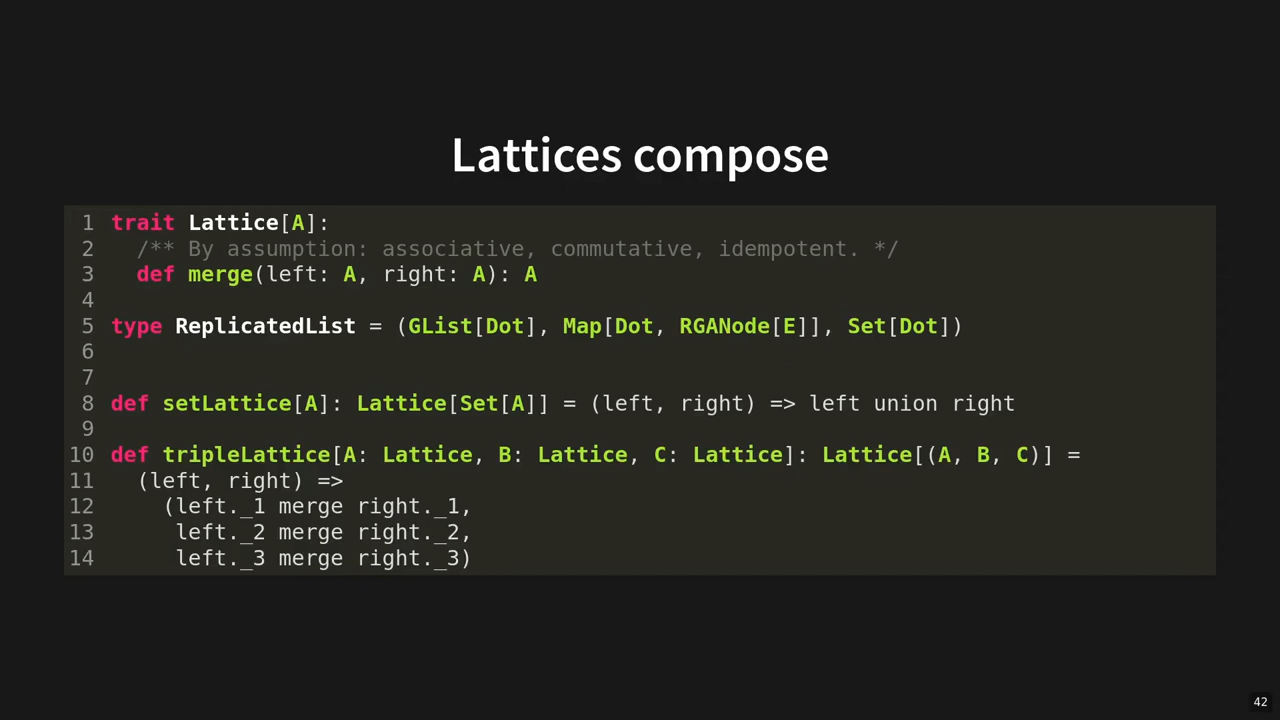 Lattices compose
1 trait Lattice[A]:
2   /** By assumption: associative, commutative, idempotent. */
3   def merge(left: A, right: A): A
4
5 type ReplicatedList = (GList[Dot], Map[Dot, RGANode[E]], Set[Dot])
6
7
8 def setLattice[A]: Lattice[Set[A]] = (left, right) => left union right
9
10 def tripleLattice[A: Lattice, B: Lattice, C: Lattice]: Lattice[(A, B, C)] =
11   (left, right) =>
12     (left._1 merge right._1,
13      left._2 merge right._2,
14      left._3 merge right._3)
42